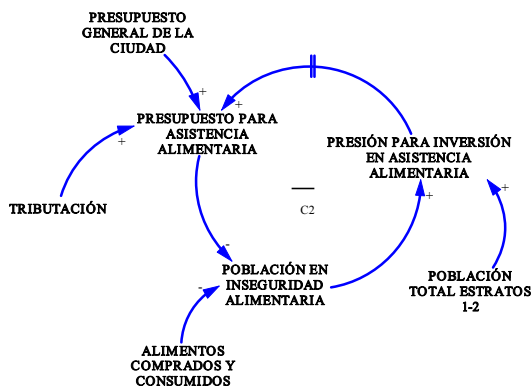 PRESUPUESTO
GENERAL DE LA
CIUDAD
+
+
PRESUPUESTO PARA
ASISTENCIA
ALIMENTARIA
+
PRESIÓN PARA INVERSIÓN
EN ASISTENCIA
ALIMENTARIA
+
+
TRIBUTACIÓN
—
C2
-
POBLACIÓN EN
INSEGURIDAD
ALIMENTARIA
-
POBLACIÓN
TOTAL ESTRATOS
1-2
ALIMENTOS
COMPRADOS Y
CONSUMIDOS